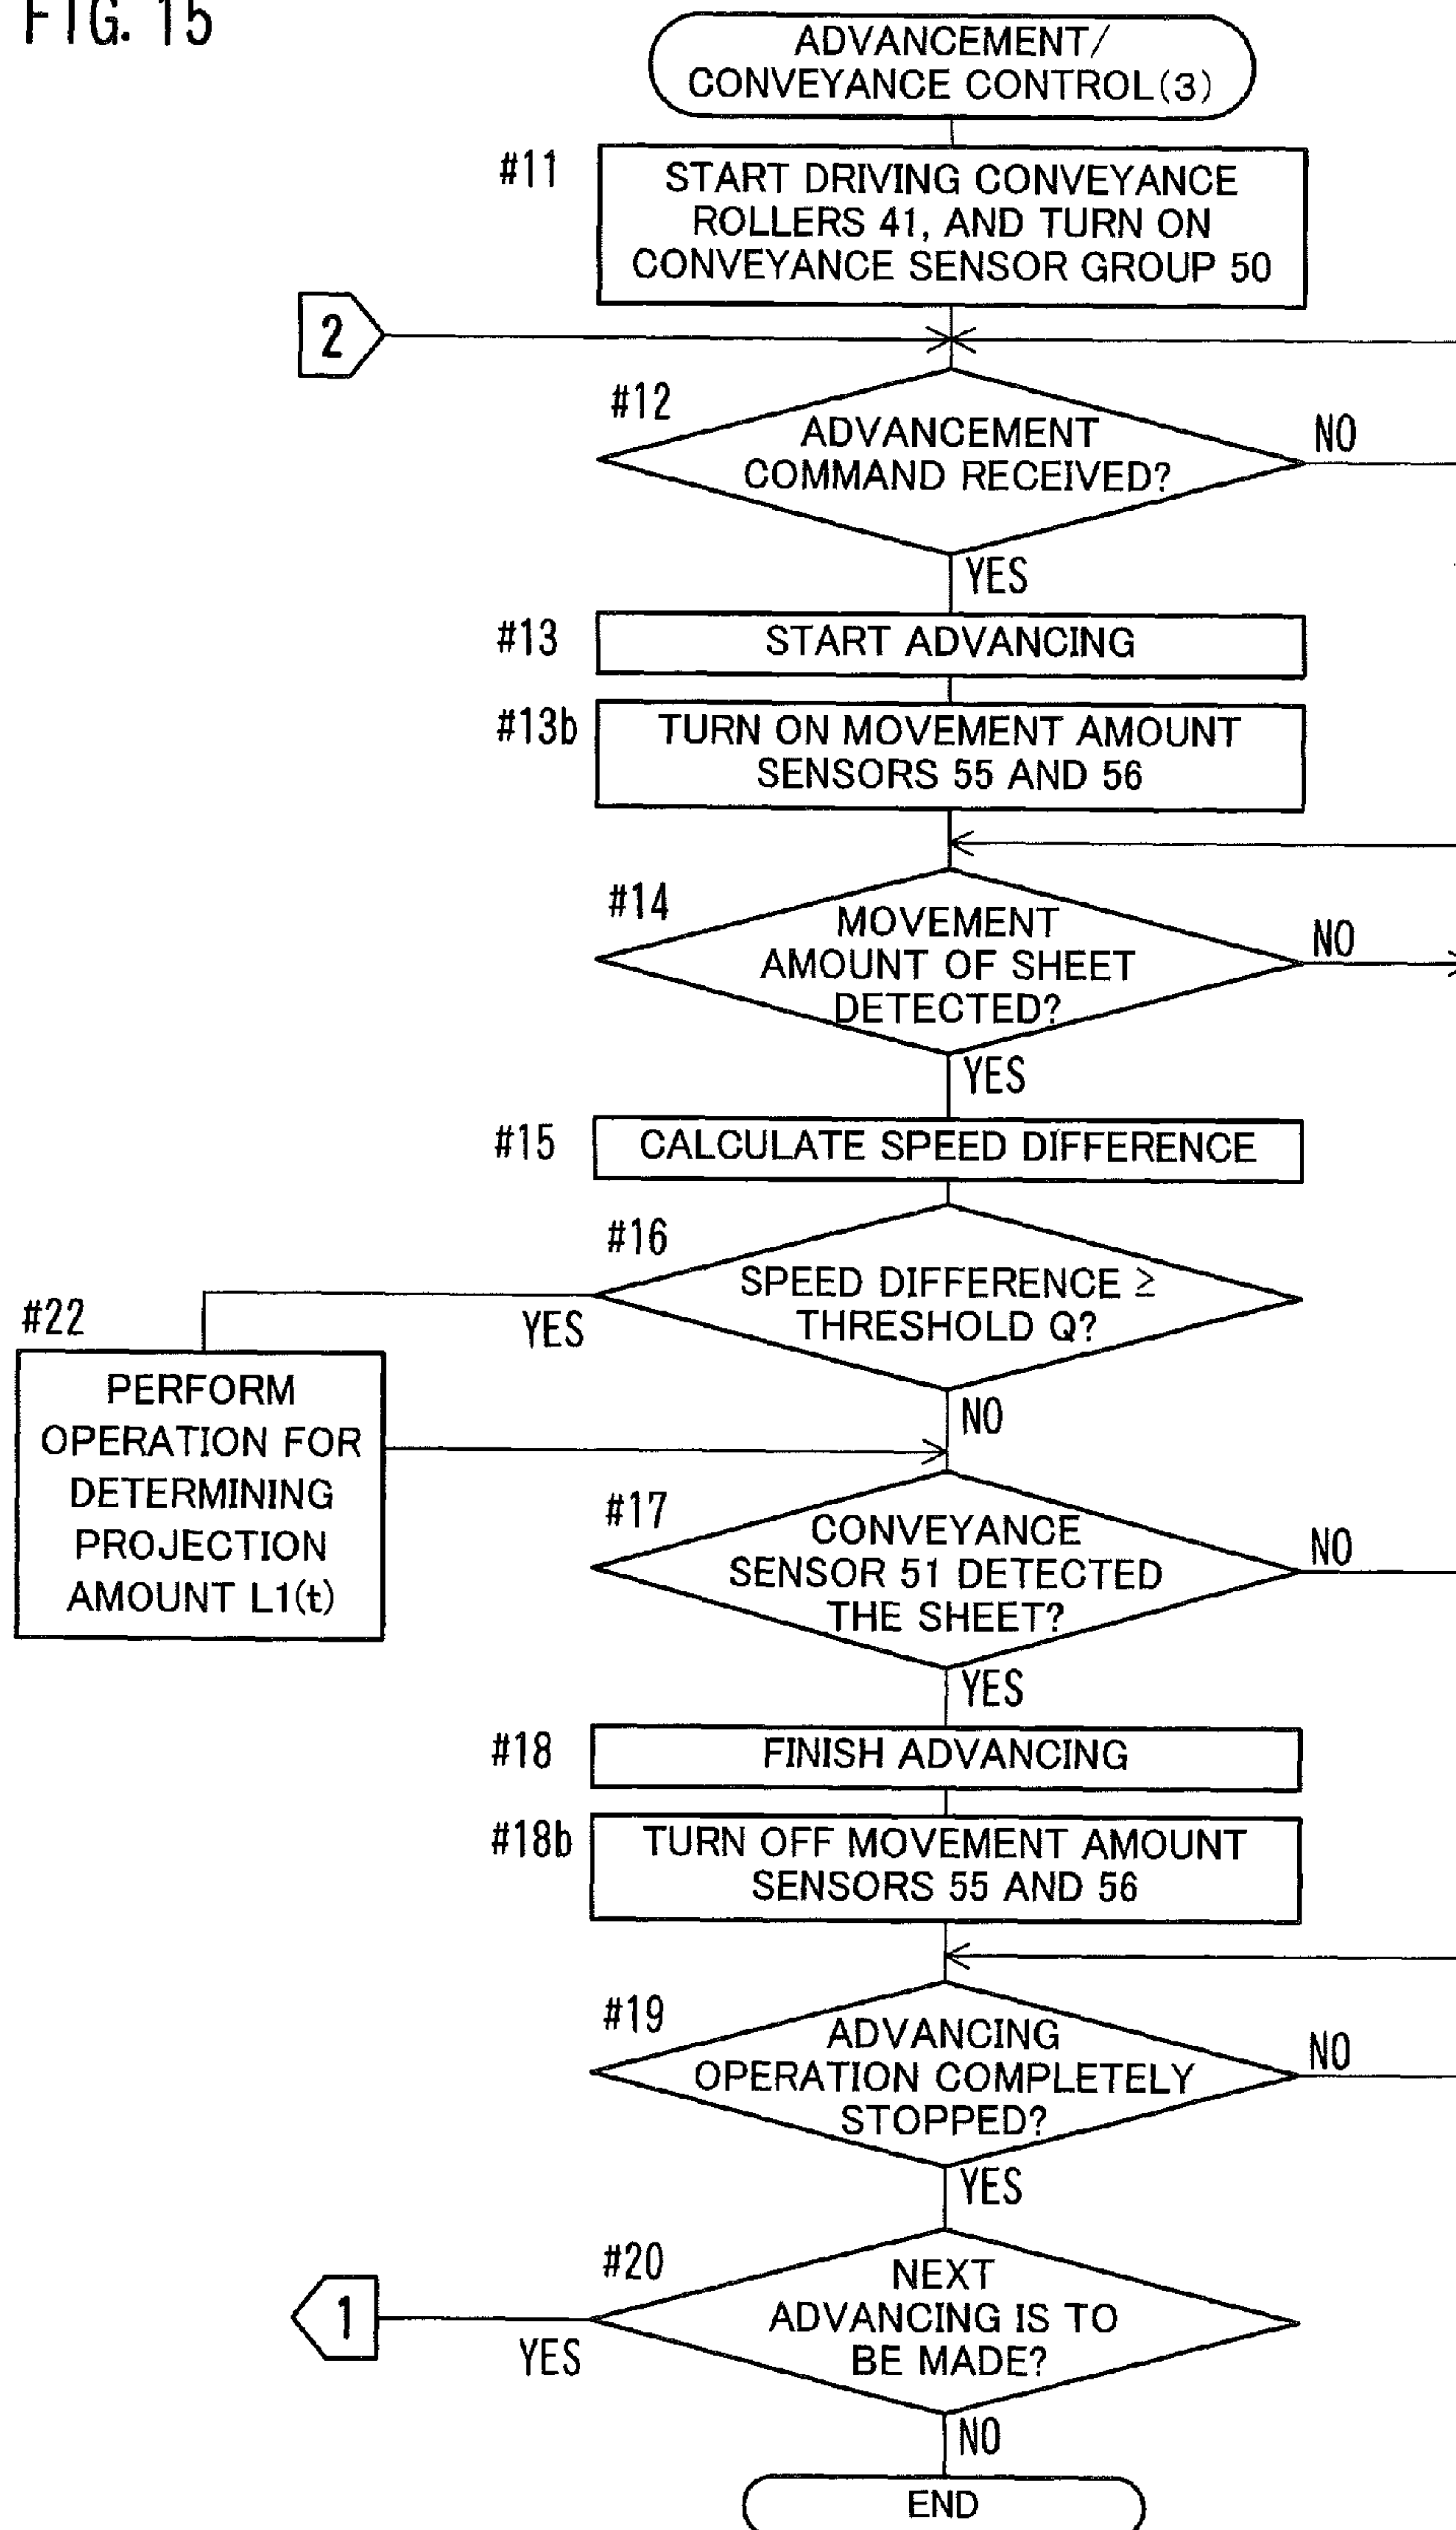 FIG. 15
ADVANCEMENT/
CONVEYANCE CONTROL(3)
#11
START DRIVING CONVEYANCE
ROLLERS 41, AND TURN ON
CONVEYANCE SENSOR GROUP 50
2
#12
ADVANCEMENT
COMMAND RECEIVED?
NO
YES
#13
START ADVANCING
#13b
TURN ON MOVEMENT AMOUNT
SENSORS 55 AND 56
#14
MOVEMENT
AMOUNT OF SHEET
DETECTED?
NO
YES
#15
CALCULATE SPEED DIFFERENCE
#16
SPEED DIFFERENCE ≥
THRESHOLD Q?
YES
NO
#22
PERFORM
OPERATION FOR
DETERMINING
PROJECTION
AMOUNT L1(t)
#17
CONVEYANCE
SENSOR 51 DETECTED
THE SHEET?
NO
YES
#18
FINISH ADVANCING
#18b
TURN OFF MOVEMENT AMOUNT
SENSORS 55 AND 56
#19
ADVANCING
OPERATION COMPLETELY
STOPPED?
NO
YES
#20
NEXT
ADVANCING IS TO
BE MADE?
1
YES
NO
END